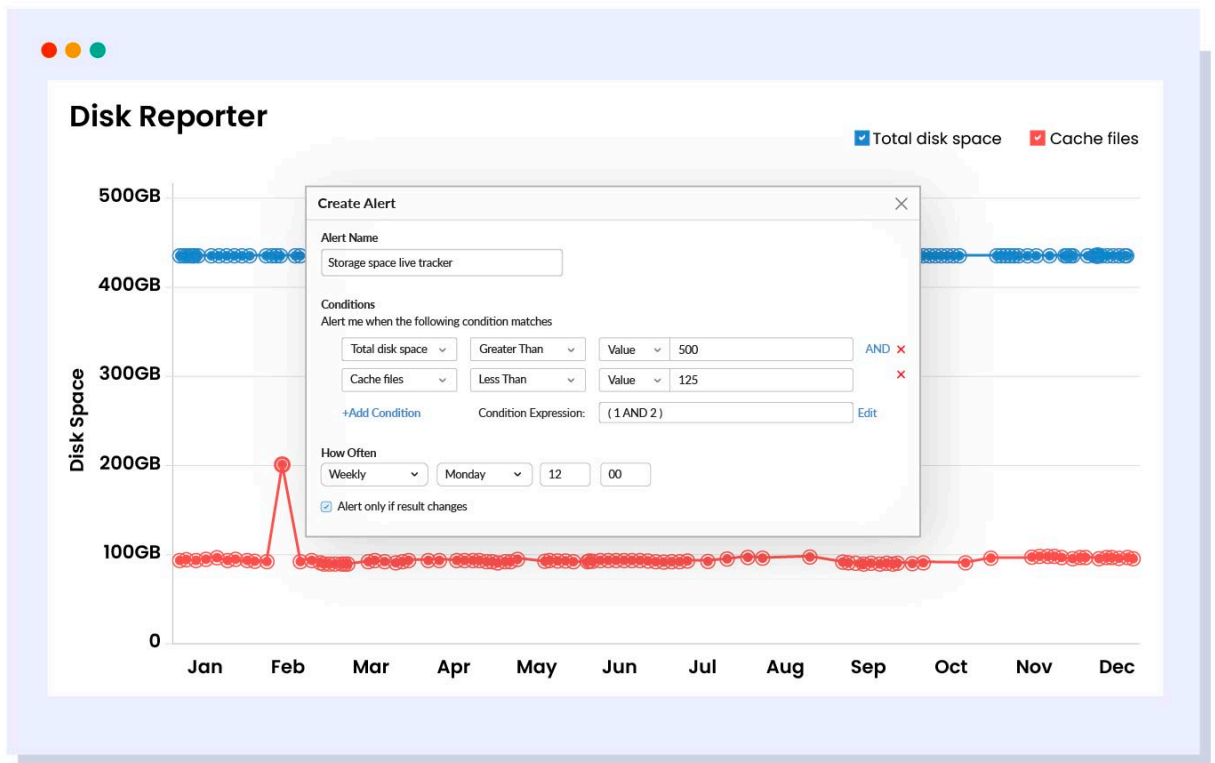 Disk Reporter
Total disk space Cache files
500GB
400GB
300GB
200GB
100GB
0
Disk Space
Jan Feb Mar Apr May Jun Jul Aug Sep Oct Nov Dec
Create Alert
Alert Name
Storage space live tracker
Conditions
Alert me when the following condition matches
Total disk space Greater Than Value 500 AND
Cache files Less Than Value 125
+Add Condition Condition Expression: ( 1 AND 2 ) Edit
How Often
Weekly Monday 12 00
Alert only if result changes